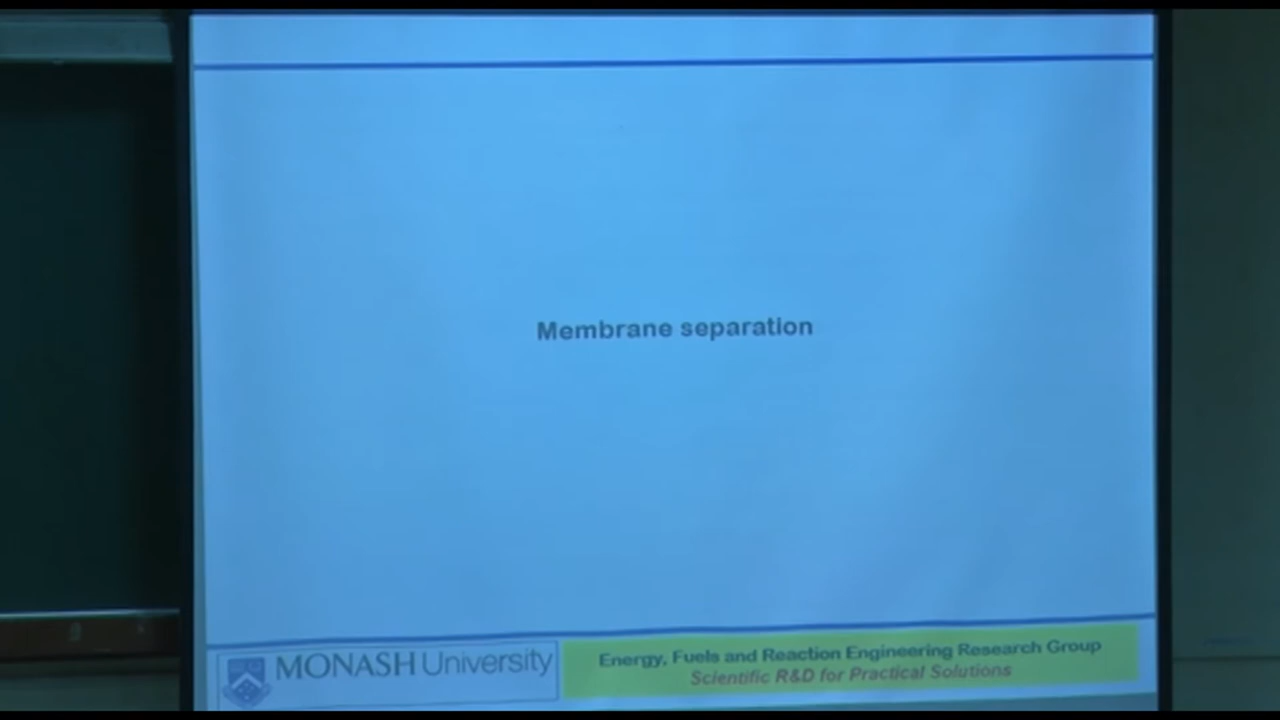 Membrane separation
MONASH University
Energy, Fuels and Reaction Engineering Research Group
Scientific R&D for Practical Solutions